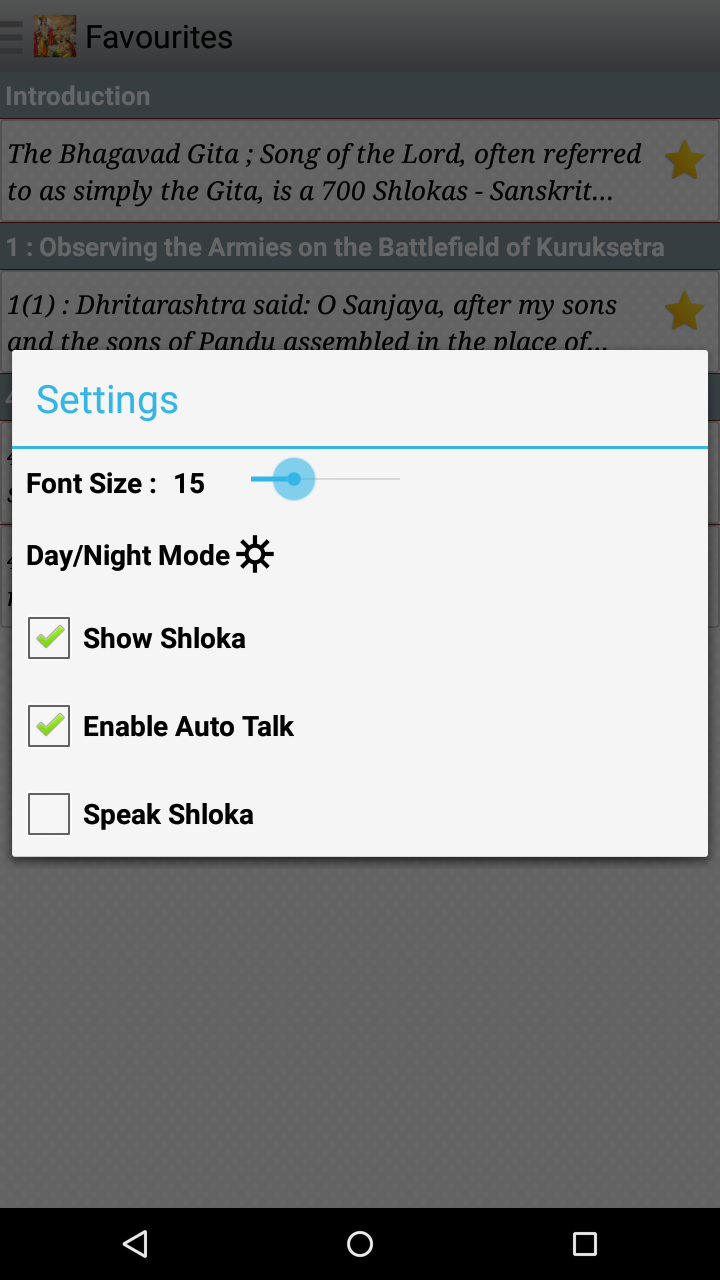 Favourites
Introduction
The Bhagavad Gita ; Song of the Lord, often referred
to as simply the Gita, is a 700 Shlokas - Sanskrit...
1 : Observing the Armies on the Battlefield of Kuruksetra
1(1) : Dhritarashtra said: O Sanjaya, after my sons
and the sons of Pandu assembled in the place of...
Settings
Font Size : 15
Day/Night Mode
Show Shloka
Enable Auto Talk
Speak Shloka